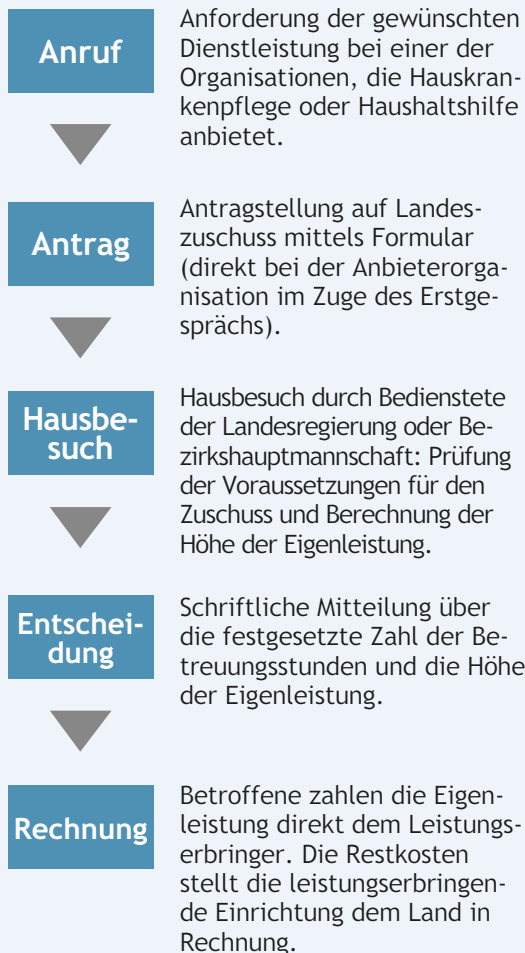 Anruf
Anforderung der gewünschten
Dienstleistung bei einer der
Organisationen, die Hauskran-
kenpflege oder Haushaltshilfe
anbietet.
Antrag
Antragstellung auf Landes-
zuschuss mittels Formular
(direkt bei der Anbieterorga-
nisation im Zuge des Erstge-
sprächs).
Hausbe-
such
Hausbesuch durch Bedienstete
der Landesregierung oder Be-
zirkshauptmannschaft: Prüfung
der Voraussetzungen für den
Zuschuss und Berechnung der
Höhe der Eigenleistung.
Entschei-
dung
Schriftliche Mitteilung über
die festgesetzte Zahl der Be-
treuungsstunden und die Höhe
der Eigenleistung.
Rechnung
Betroffene zahlen die Eigen-
leistung direkt dem Leistungs-
erbringer. Die Restkosten
stellt die leistungserbringen-
de Einrichtung dem Land in
Rechnung.